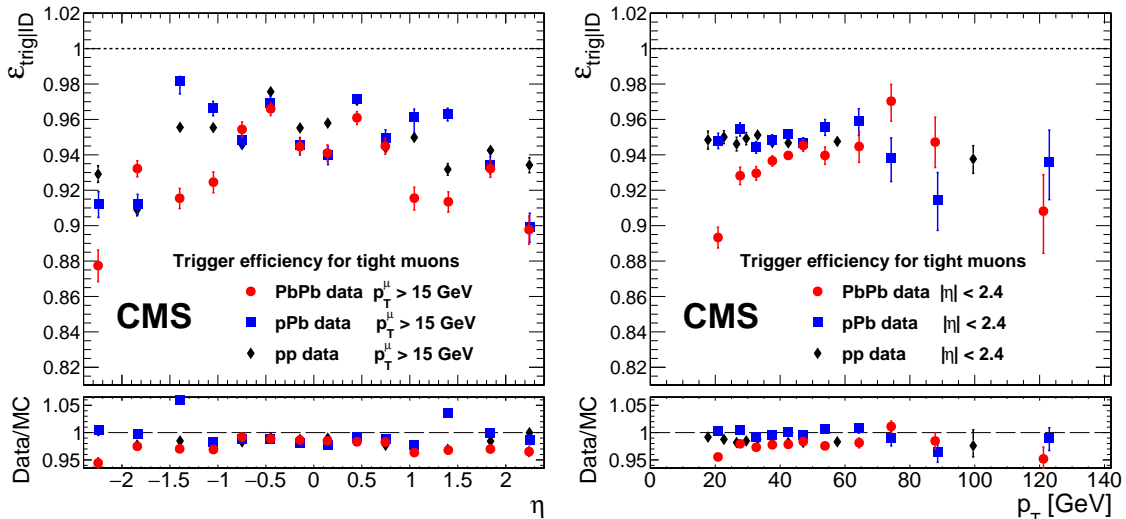 ε_trig|ID
1.02
1
0.98
0.96
0.94
0.92
0.9
0.88
0.86
0.84
0.82
Trigger efficiency for tight muons
CMS
PbPb data p_T^μ > 15 GeV
pPb data p_T^μ > 15 GeV
pp data p_T^μ > 15 GeV
Data/MC
1.05
1
0.95
−2 −1.5 −1 −0.5 0 0.5 1 1.5 2
η
ε_trig|ID
1.02
1
0.98
0.96
0.94
0.92
0.9
0.88
0.86
0.84
0.82
Trigger efficiency for tight muons
CMS
PbPb data |η| < 2.4
pPb data |η| < 2.4
pp data |η| < 2.4
Data/MC
1.05
1
0.95
0 20 40 60 80 100 120 140
p_T [GeV]